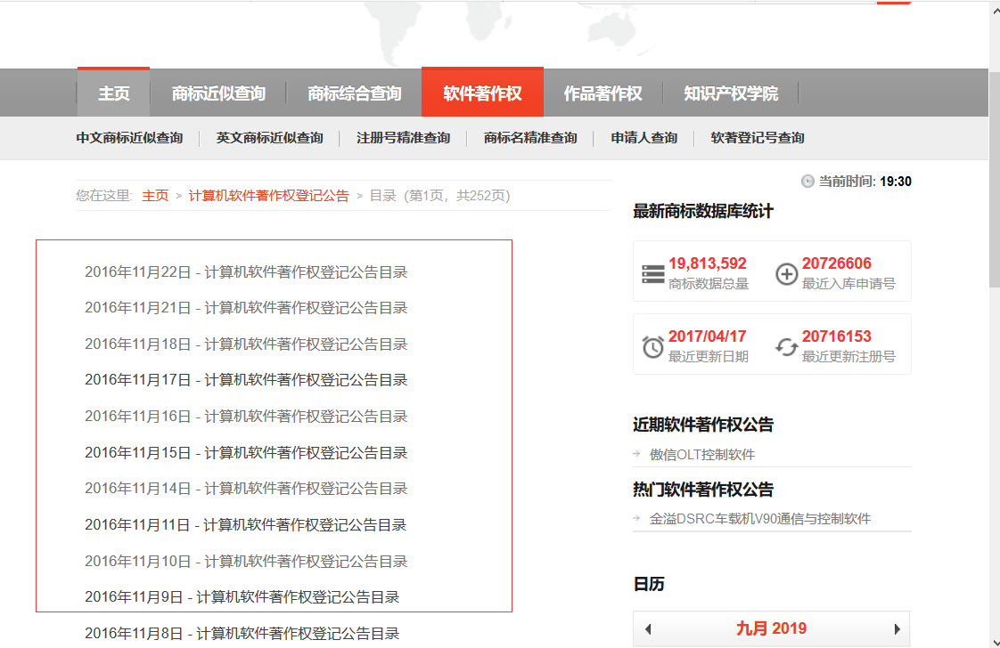 主页 商标近似查询 商标综合查询 软件著作权 作品著作权 知识产权学院
中文商标近似查询 英文商标近似查询 注册号精准查询 商标名精准查询 申请人查询 软著登记号查询
您在这里: 主页 > 计算机软件著作权登记公告 > 目录 (第1页，共252页)
2016年11月22日 - 计算机软件著作权登记公告目录
2016年11月21日 - 计算机软件著作权登记公告目录
2016年11月18日 - 计算机软件著作权登记公告目录
2016年11月17日 - 计算机软件著作权登记公告目录
2016年11月16日 - 计算机软件著作权登记公告目录
2016年11月15日 - 计算机软件著作权登记公告目录
2016年11月14日 - 计算机软件著作权登记公告目录
2016年11月11日 - 计算机软件著作权登记公告目录
2016年11月10日 - 计算机软件著作权登记公告目录
2016年11月9日 - 计算机软件著作权登记公告目录
2016年11月8日 - 计算机软件著作权登记公告目录
当前时间: 19:30
最新商标数据库统计
19,813,592
商标数据总量
20726606
最近入库申请号
2017/04/17
最近更新日期
20716153
最近更新注册号
近期软件著作权公告
傲信OLT控制软件
热门软件著作权公告
金溢DSRC车载机V90通信与控制软件
日历
九月 2019